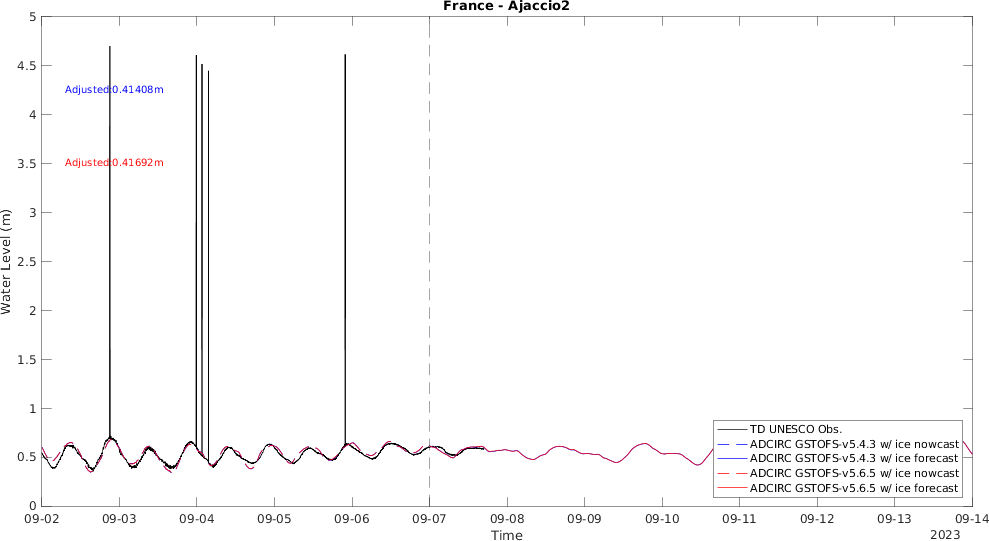 France - Ajaccio2
5
4.5
4
3.5
3
2.5
2
1.5
1
0.5
0
Water Level (m)
Adjusted:0.41408m
Adjusted:0.41692m
TD UNESCO Obs.
ADCIRC GSTOFS-v5.4.3 w/ ice nowcast
ADCIRC GSTOFS-v5.4.3 w/ ice forecast
ADCIRC GSTOFS-v5.6.5 w/ ice nowcast
ADCIRC GSTOFS-v5.6.5 w/ ice forecast
09-02 09-03 09-04 09-05 09-06 09-07 09-08 09-09 09-10 09-11 09-12 09-13 09-14
Time
2023